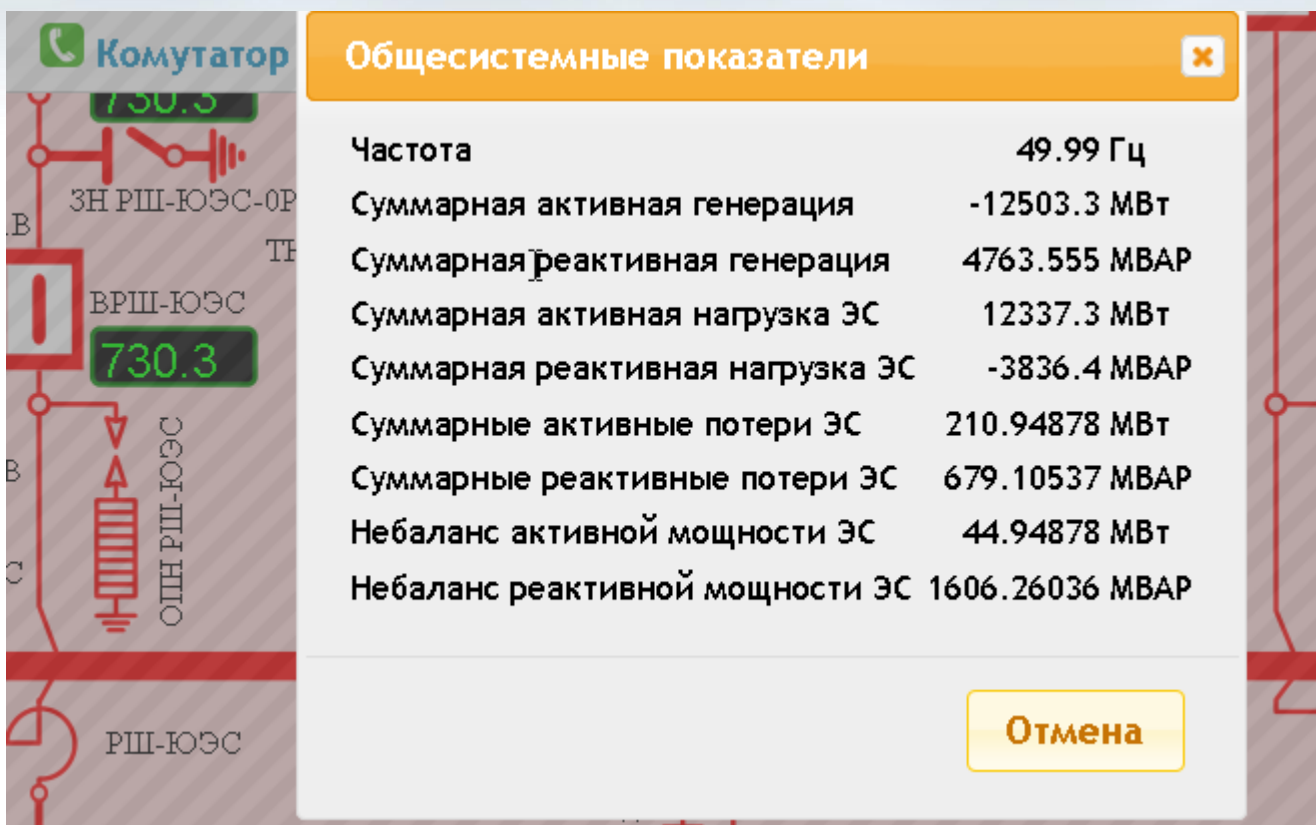 Комутатор
730.3
ЗН РШ-ЮЭС-0Р
ВРШ-ЮЭС
730.3
ОПН РШ-ЮЭС
РШ-ЮЭС
Общесистемные показатели
Частота 49.99 Гц
Суммарная активная генерация -12503.3 МВт
Суммарная реактивная генерация 4763.555 МВАР
Суммарная активная нагрузка ЭС 12337.3 МВт
Суммарная реактивная нагрузка ЭС -3836.4 МВАР
Суммарные активные потери ЭС 210.94878 МВт
Суммарные реактивные потери ЭС 679.10537 МВАР
Небаланс активной мощности ЭС 44.94878 МВт
Небаланс реактивной мощности ЭС 1606.26036 МВАР
Отмена